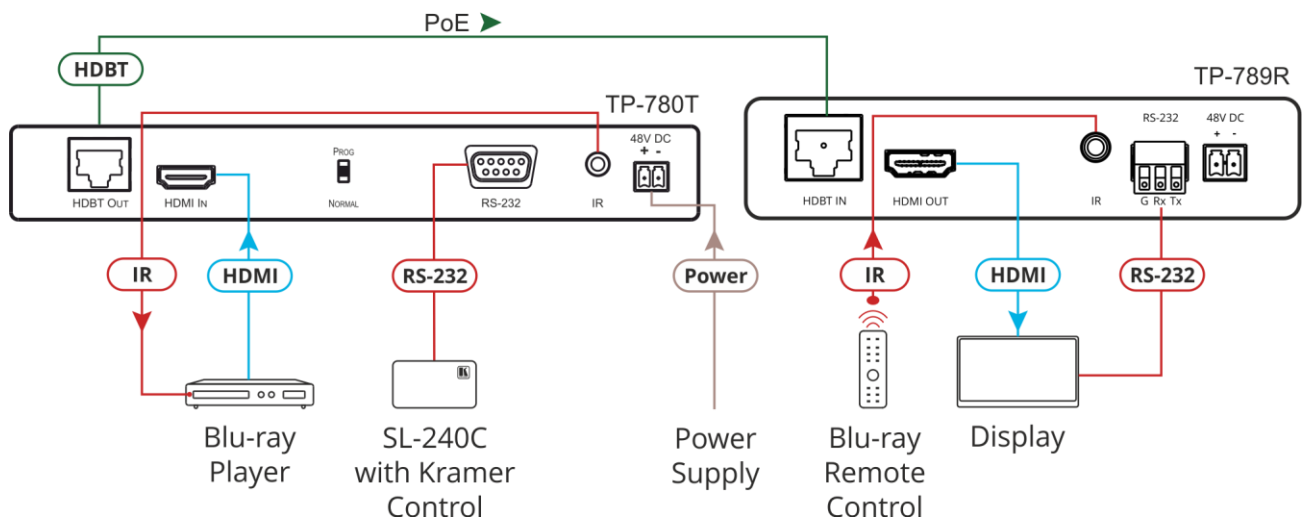 PoE
HDBT
TP-780T
TP-789R
HDBT OUT
HDMI IN
PROG
NORMAL
RS-232
IR
48V DC
+ -
HDBT IN
HDMI OUT
IR
RS-232
G Rx Tx
48V DC
+ -
IR
HDMI
RS-232
Power
IR
HDMI
RS-232
Blu-ray
Player
SL-240C
with Kramer
Control
Power
Supply
Blu-ray
Remote
Control
Display